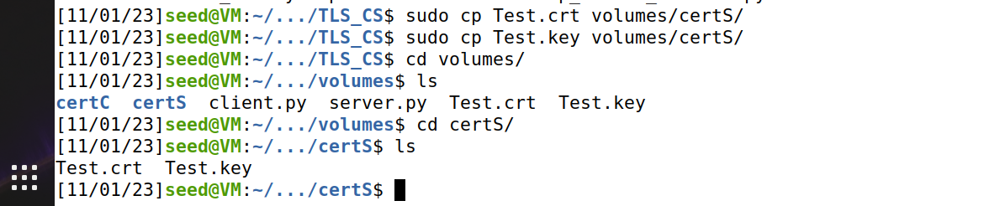 [11/01/23]seed@VM:~/.../TLS_CS$ sudo cp Test.crt volumes/certS/
[11/01/23]seed@VM:~/.../TLS_CS$ sudo cp Test.key volumes/certS/
[11/01/23]seed@VM:~/.../TLS_CS$ cd volumes/
[11/01/23]seed@VM:~/.../volumes$ ls
certC  certS  client.py  server.py  Test.crt  Test.key
[11/01/23]seed@VM:~/.../volumes$ cd certS/
[11/01/23]seed@VM:~/.../certS$ ls
Test.crt  Test.key
[11/01/23]seed@VM:~/.../certS$